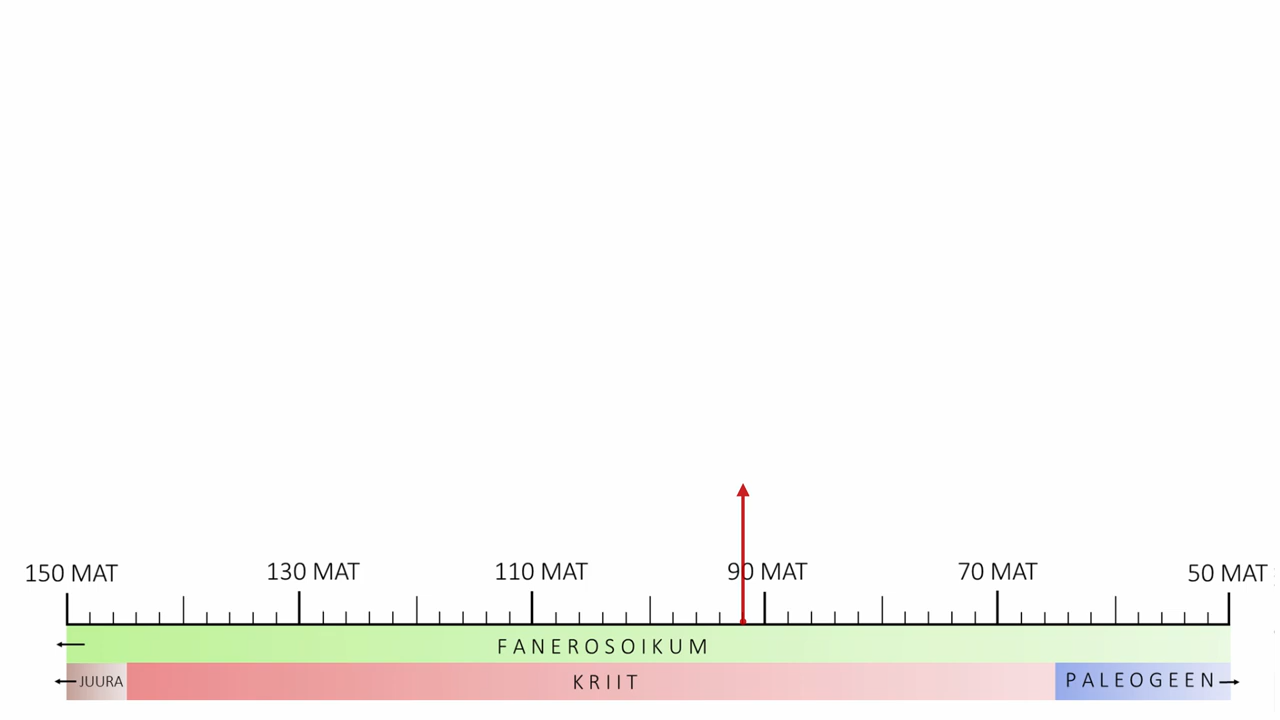 150 MAT 130 MAT 110 MAT 90 MAT 70 MAT 50 MAT
FANEROSOIKUM
JUURA KRIIT PALEOGEEN